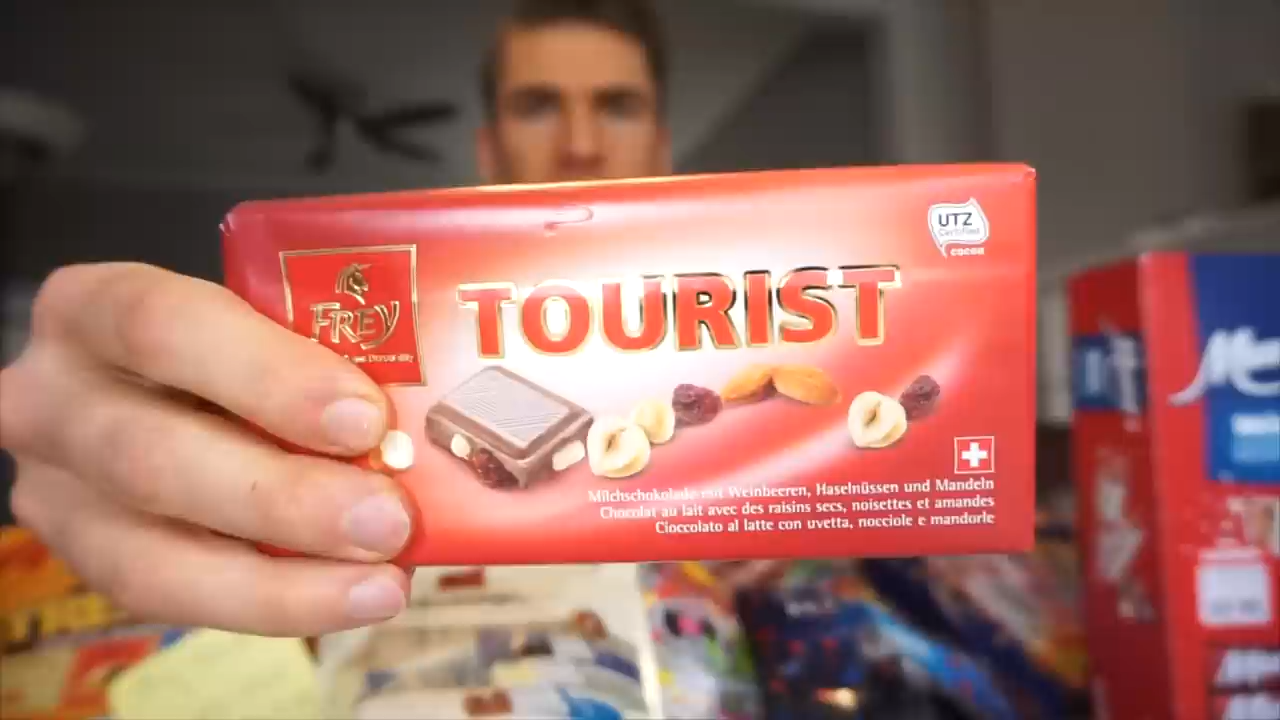 UTZ
Certified
cocoa
FREY
TOURIST
Milchschokolade mit Weinbeeren, Haselnüssen und Mandeln
Chocolat au lait avec des raisins secs, noisettes et amandes
Cioccolato al latte con uvetta, nocciole e mandorle